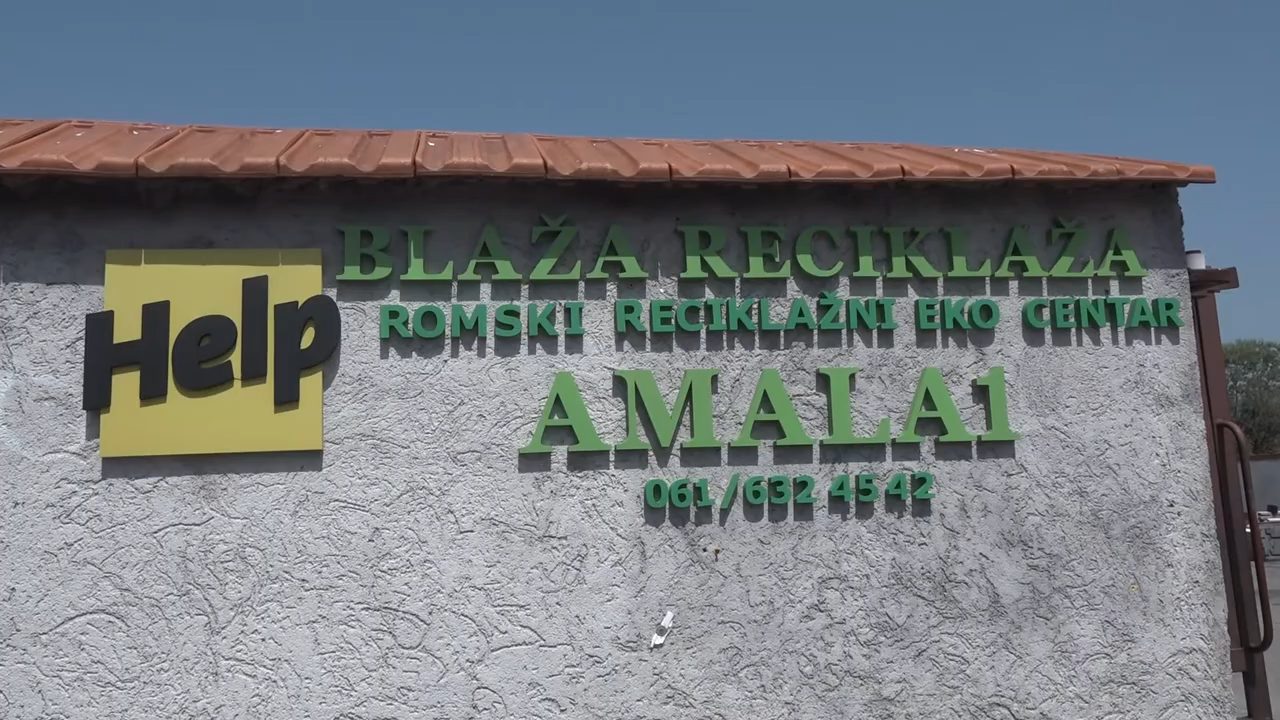 Help
BLAŽA RECIKLAŽA
ROMSKI RECIKLAŽNI EKO CENTAR
AMALA1
061/632 45 42